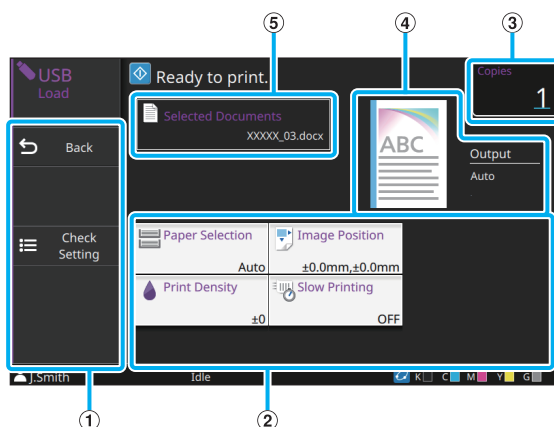 5
4
3
USB
Load
Ready to print.
Copies
1
Selected Documents
XXXXX_03.docx
ABC
Output
Auto
Back
Check
Setting
Paper Selection
Auto
Image Position
±0.0mm,±0.0mm
Print Density
±0
Slow Printing
OFF
J.Smith
Idle
K
C
M
Y
G
1
2